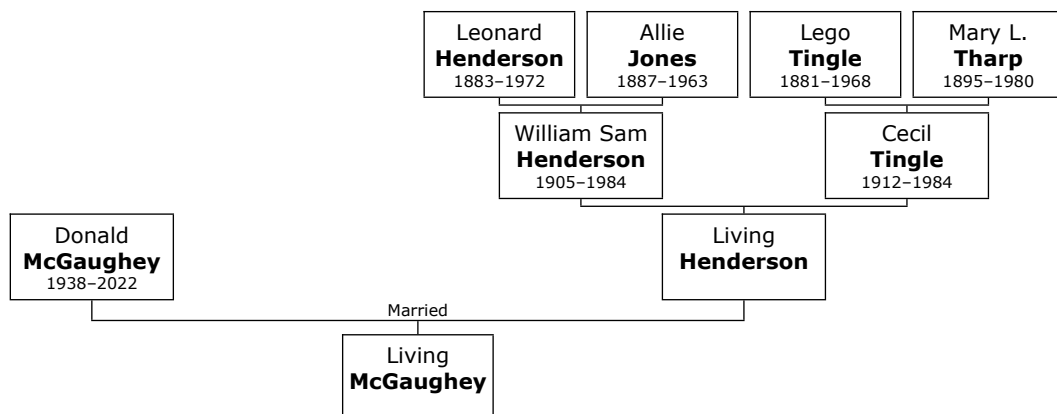 Leonard
Henderson
1883–1972
Allie
Jones
1887–1963
Lego
Tingle
1881–1968
Mary L.
Tharp
1895–1980
William Sam
Henderson
1905–1984
Cecil
Tingle
1912–1984
Donald
McGaughey
1938–2022
Living
Henderson
Married
Living
McGaughey